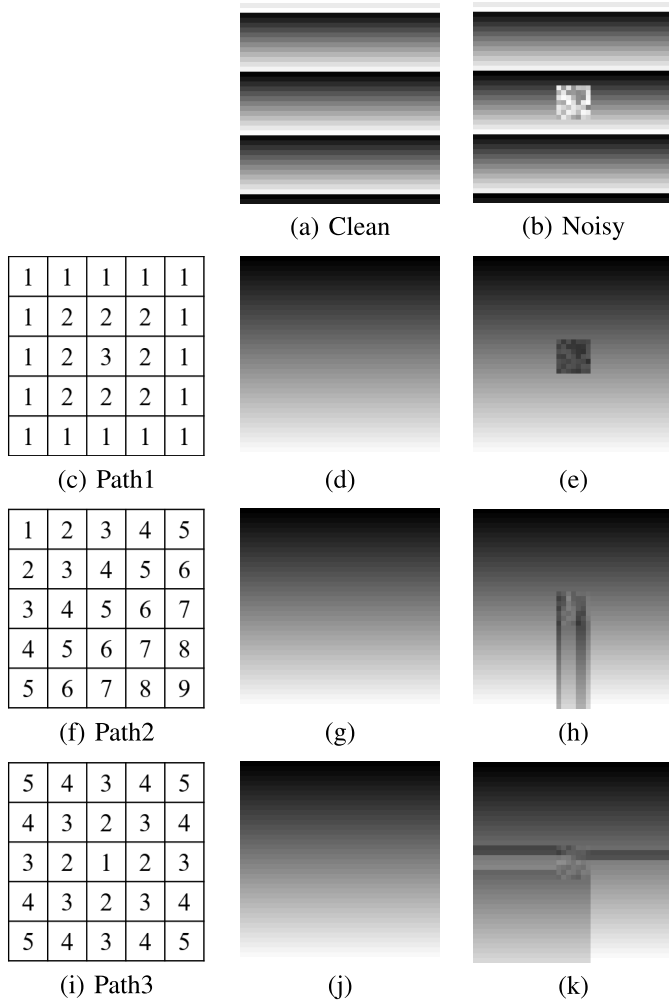 (a) Clean (b) Noisy
1 1 1 1 1
1 2 2 2 1
1 2 3 2 1
1 2 2 2 1
1 1 1 1 1
(c) Path1 (d) (e)
1 2 3 4 5
2 3 4 5 6
3 4 5 6 7
4 5 6 7 8
5 6 7 8 9
(f) Path2 (g) (h)
5 4 3 4 5
4 3 2 3 4
3 2 1 2 3
4 3 2 3 4
5 4 3 4 5
(i) Path3 (j) (k)